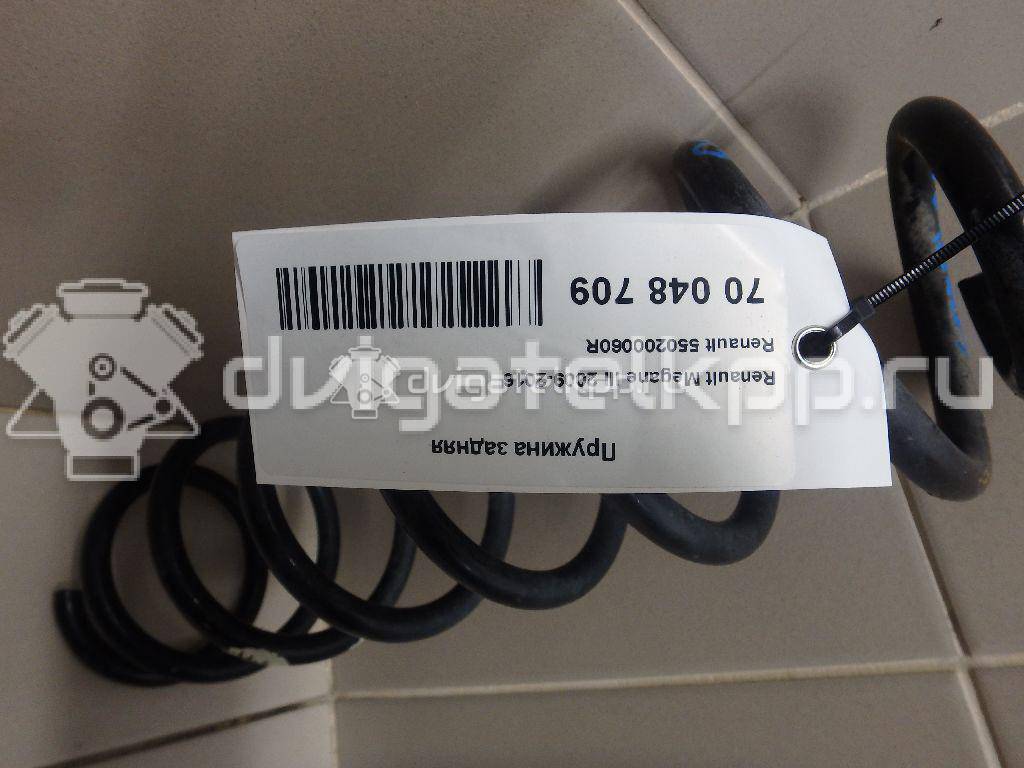 Пружина задняя
Renault Megane III 2009-2016
Renault 550200060R
70 048 709
dvigatelkpp.ru